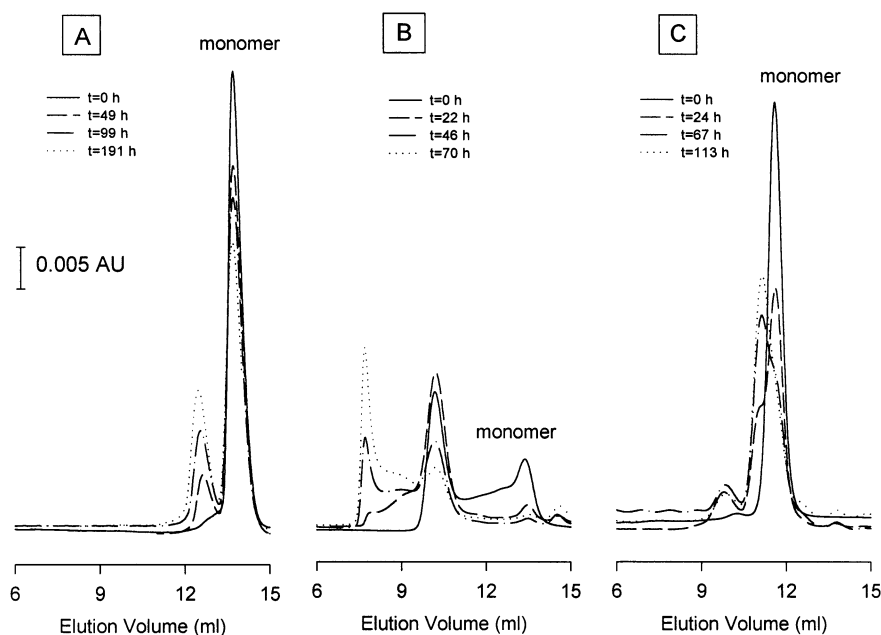 A
monomer
t=0 h
t=49 h
t=99 h
t=191 h
0.005 AU
6 9 12 15
Elution Volume (ml)
B
t=0 h
t=22 h
t=46 h
t=70 h
monomer
6 9 12 15
Elution Volume (ml)
C
monomer
t=0 h
t=24 h
t=67 h
t=113 h
6 9 12 15
Elution Volume (ml)